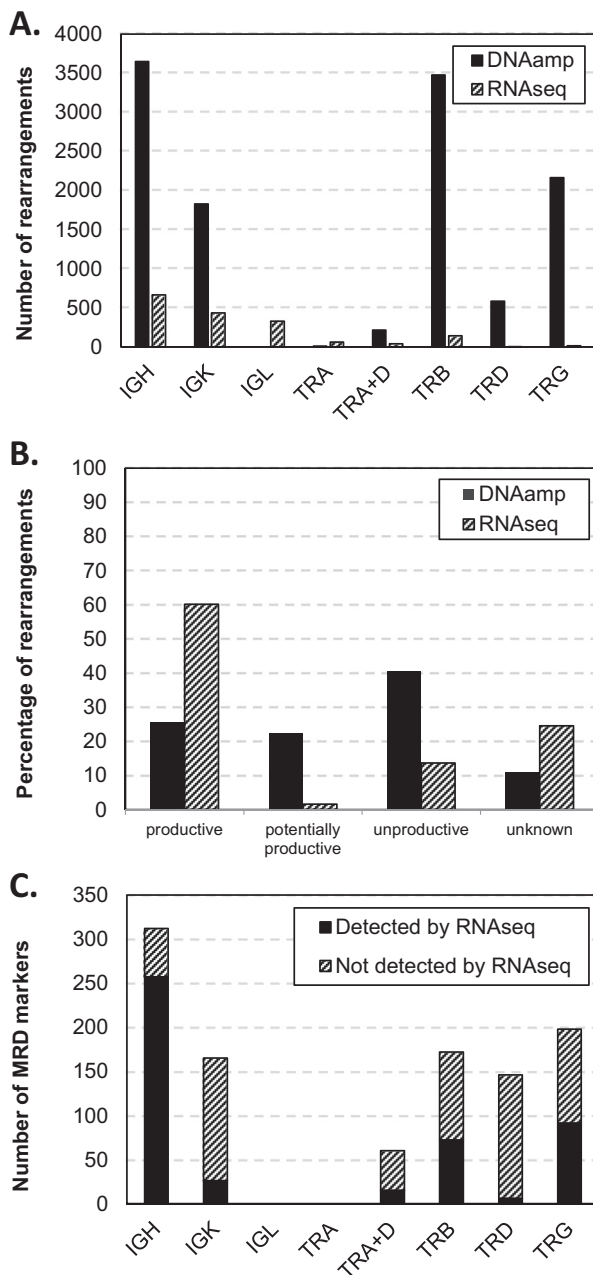 A.
Number of rearrangements
4000
3500
3000
2500
2000
1500
1000
500
0
DNAamp
RNAseq
IGH
IGK
IGL
TRA
TRA+D
TRB
TRD
TRG
B.
Percentage of rearrangements
100
90
80
70
60
50
40
30
20
10
0
DNAamp
RNAseq
productive
potentially
productive
unproductive
unknown
C.
Number of MRD markers
350
300
250
200
150
100
50
0
Detected by RNAseq
Not detected by RNAseq
IGH
IGK
IGL
TRA
TRA+D
TRB
TRD
TRG